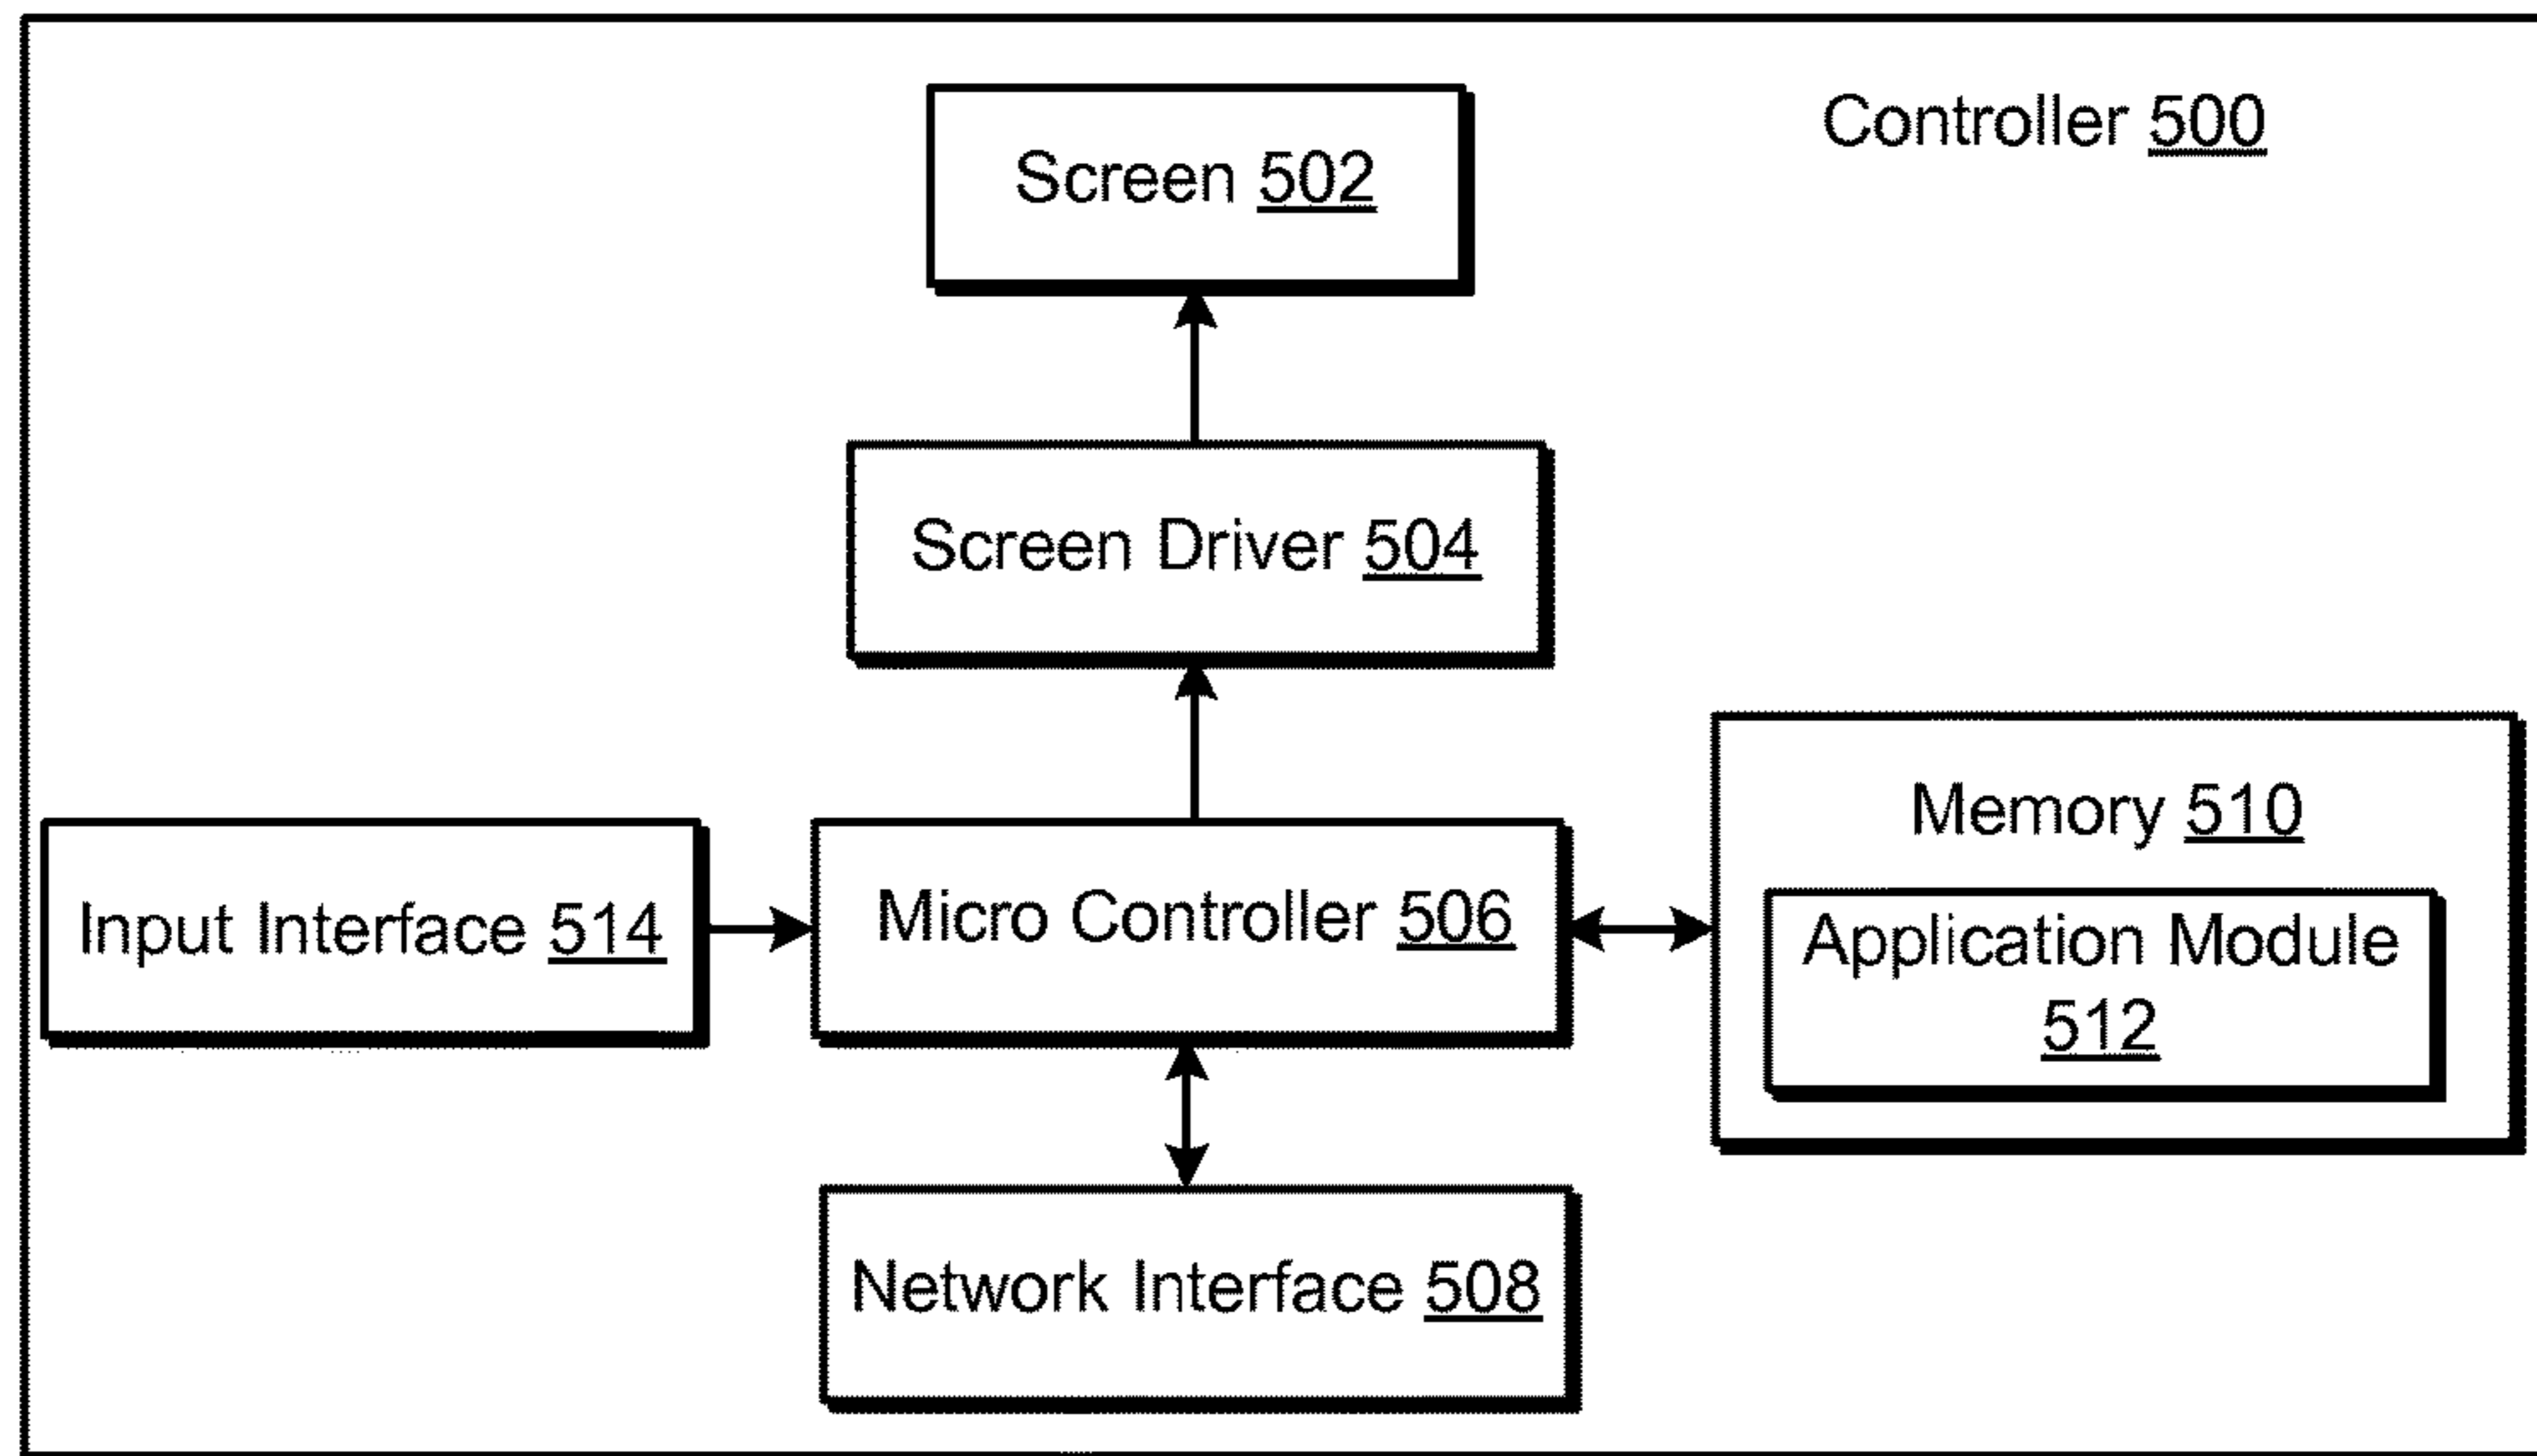 Controller 500
Screen 502
Screen Driver 504
Memory 510
Input Interface 514
Micro Controller 506
Application Module
512
Network Interface 508